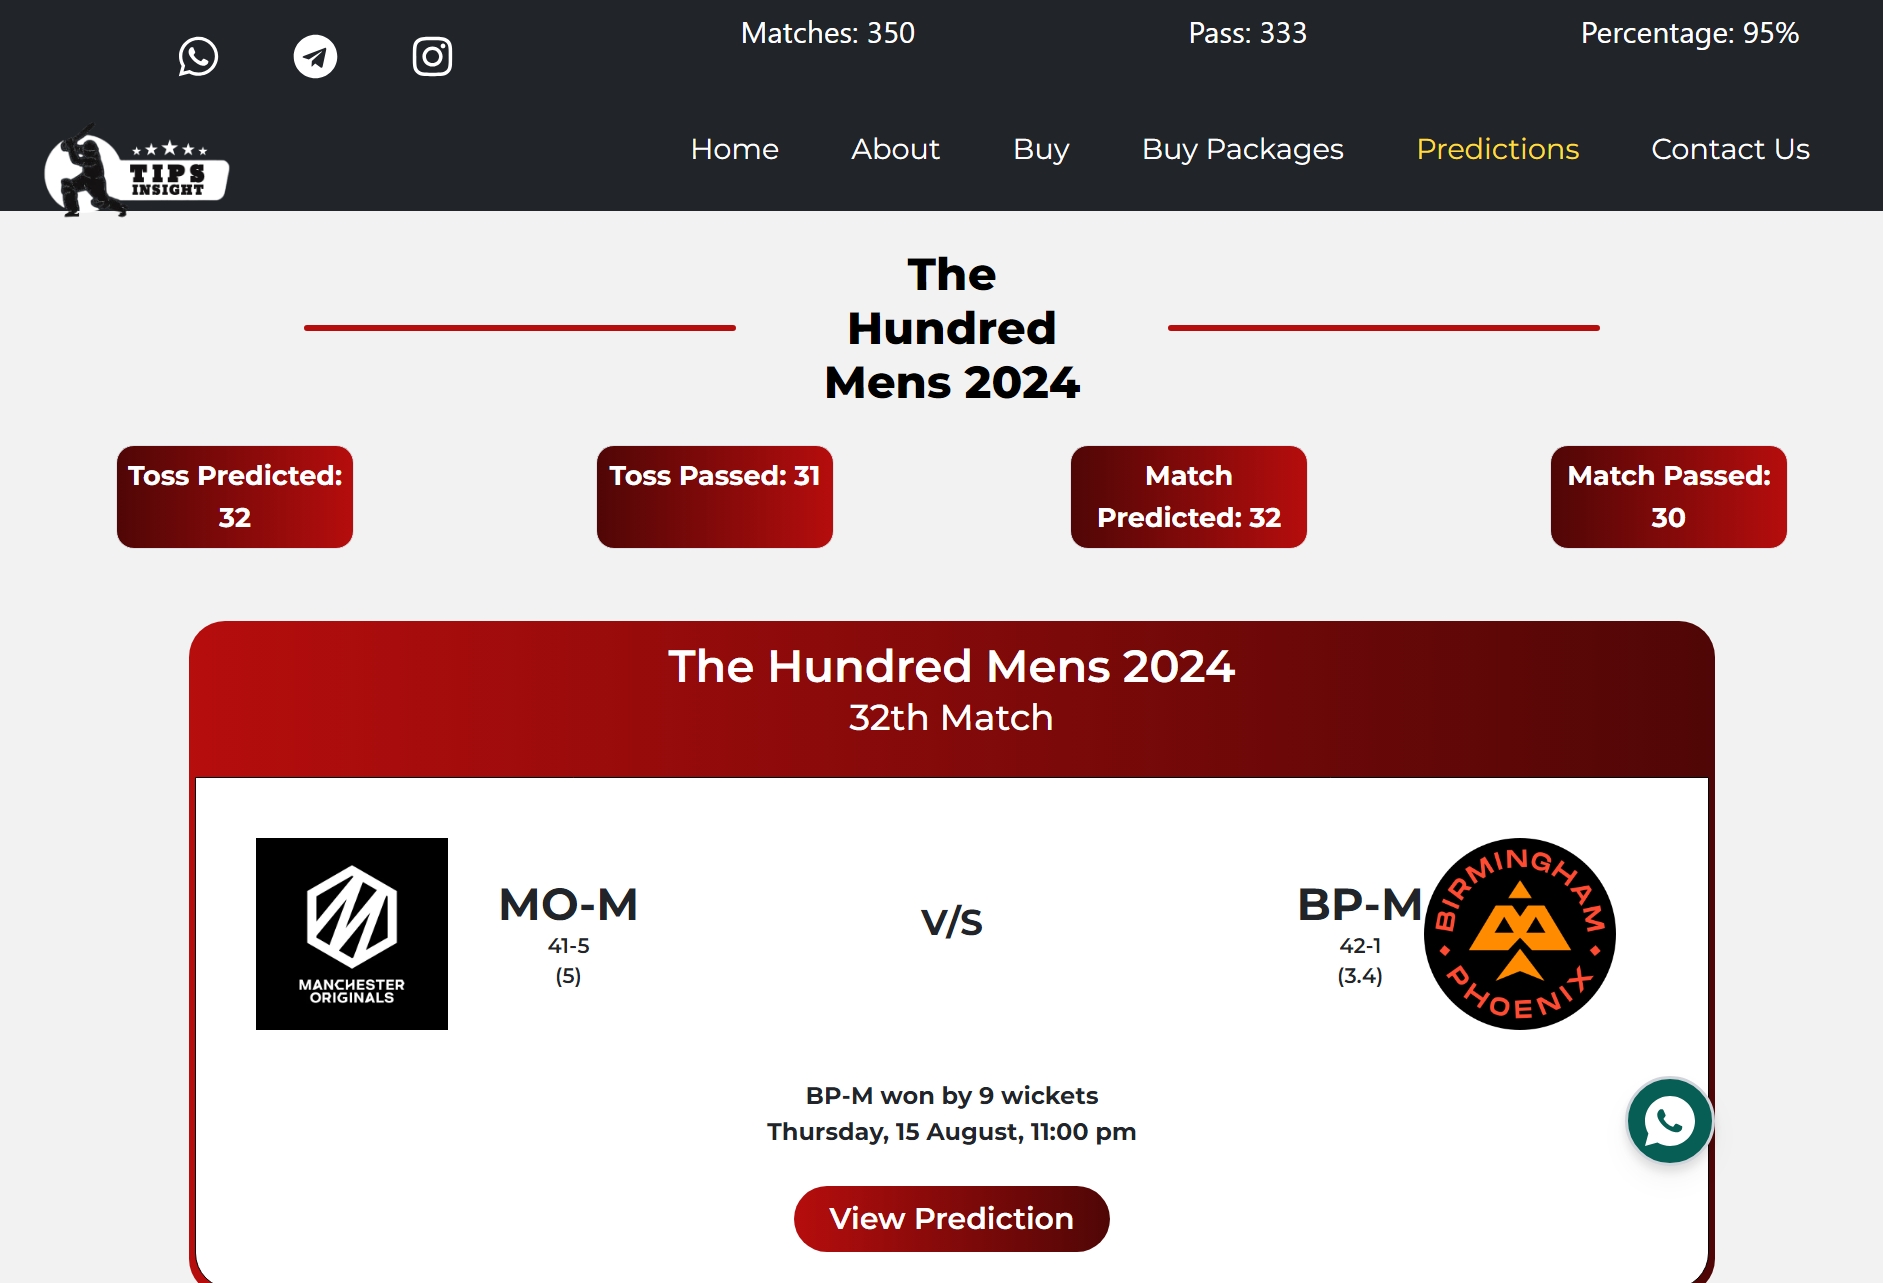 Matches: 350
Pass: 333
Percentage: 95%
TIPS
INSIGHT
Home
About
Buy
Buy Packages
Predictions
Contact Us
The
Hundred
Mens 2024
Toss Predicted:
32
Toss Passed: 31
Match
Predicted: 32
Match Passed:
30
The Hundred Mens 2024
32th Match
MANCHESTER
ORIGINALS
MO-M
41-5
(5)
V/S
BP-M
42-1
(3.4)
BIRMINGHAM
PHOENIX
BP-M won by 9 wickets
Thursday, 15 August, 11:00 pm
View Prediction